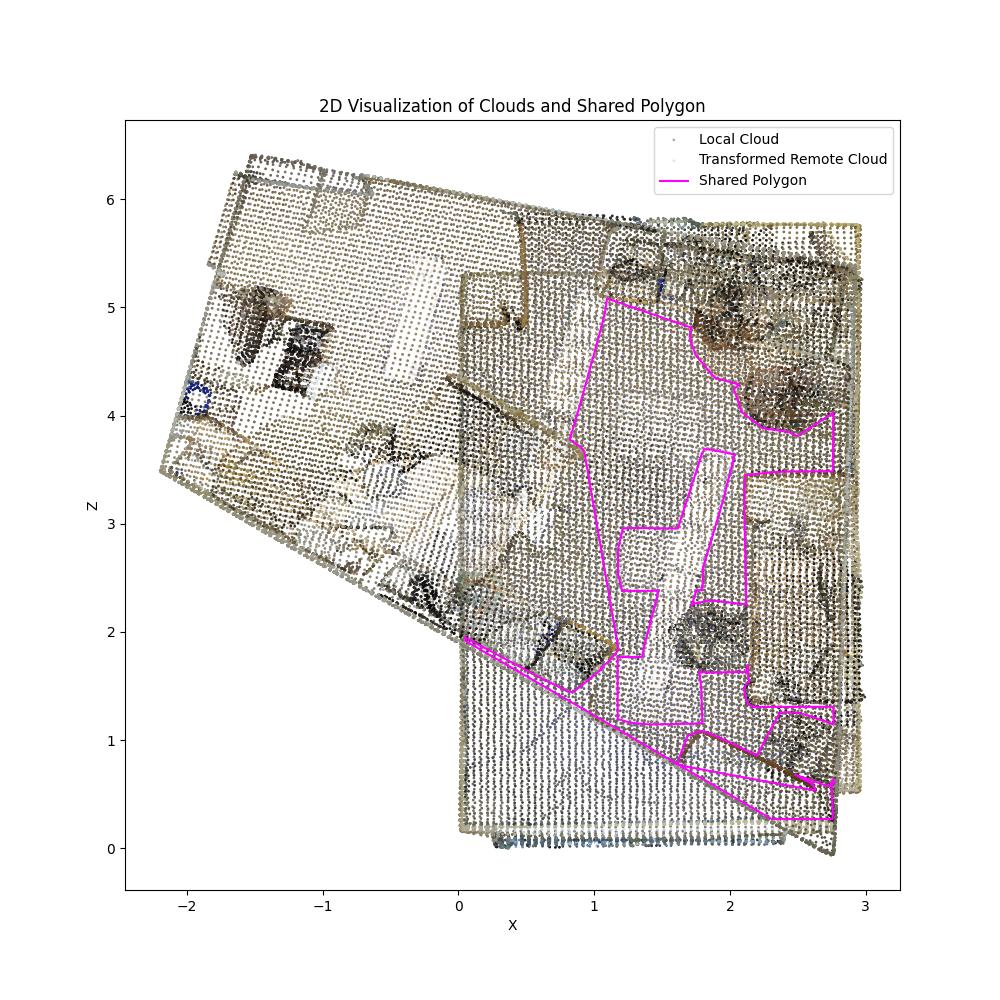 2D Visualization of Clouds and Shared Polygon
Local Cloud
Transformed Remote Cloud
Shared Polygon
6
5
4
3
2
1
0
Z
−2
−1
0
1
2
3
X